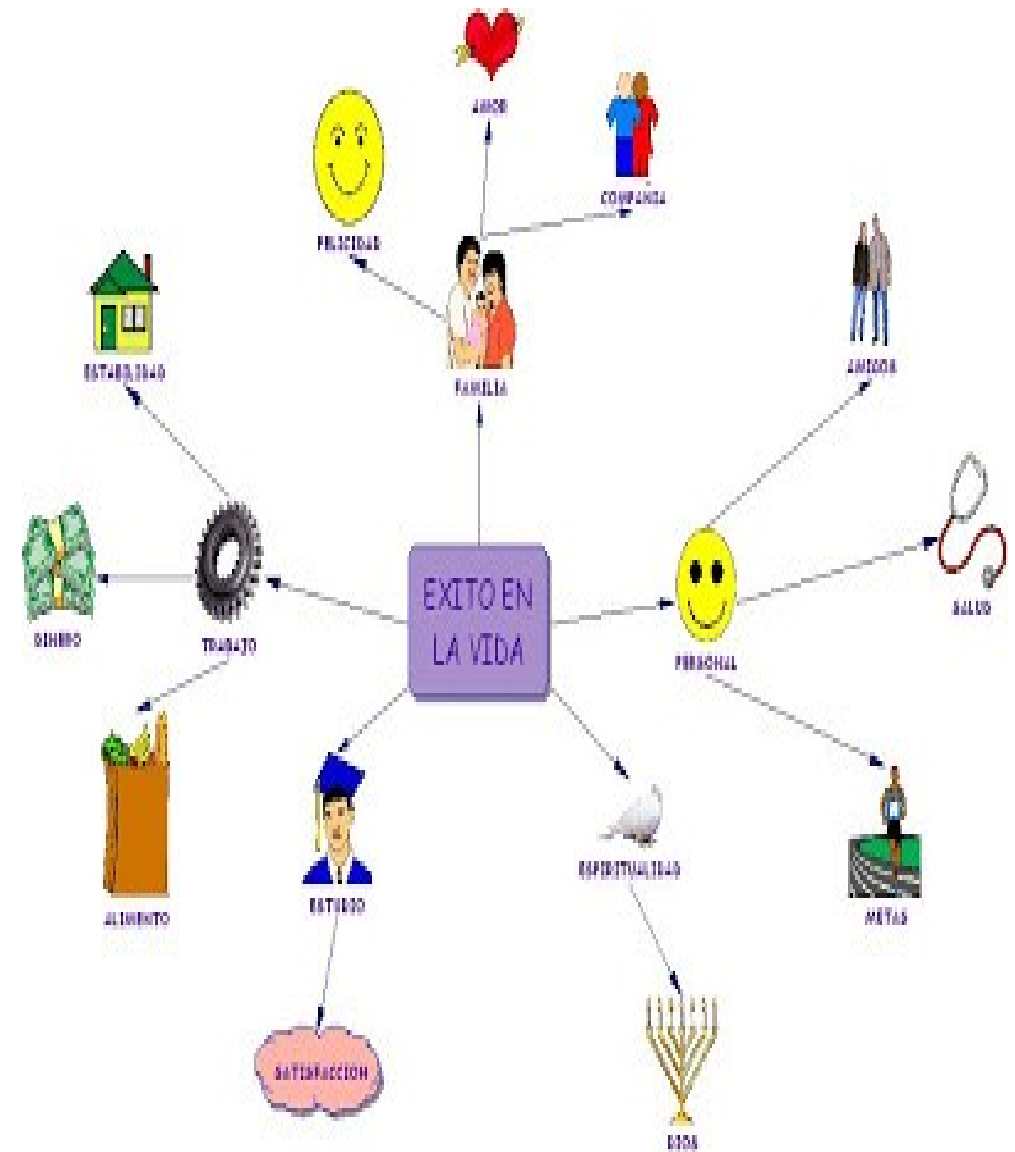 AMOR
COMPANIA
FELICIDAD
FAMILIA
AMIGOS
ESTABILIDAD
EXITO EN
LA VIDA
SALUD
DINERO
TRABAJO
PERSONAL
ESPIRITUALIDAD
ESTUDIO
ALIMENTO
METAS
SATISFACCION
DIOS